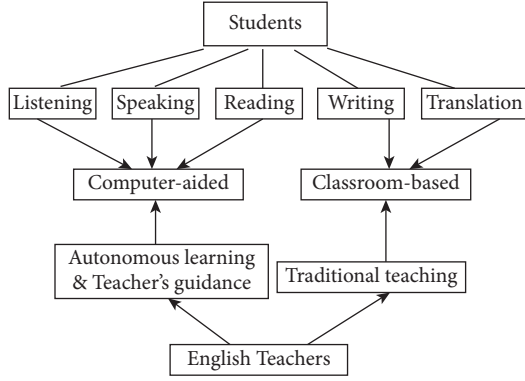 Students
Listening
Speaking
Reading
Writing
Translation
Computer-aided
Classroom-based
Autonomous learning
& Teacher's guidance
Traditional teaching
English Teachers